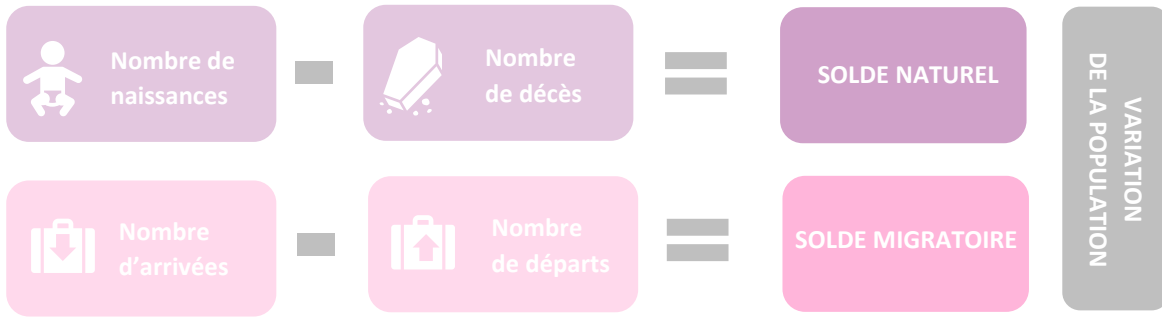 Nombre de
naissances
Nombre
de décès
SOLDE NATUREL
Nombre
d'arrivées
Nombre
de départs
SOLDE MIGRATOIRE
VARIATION
DE LA POPULATION